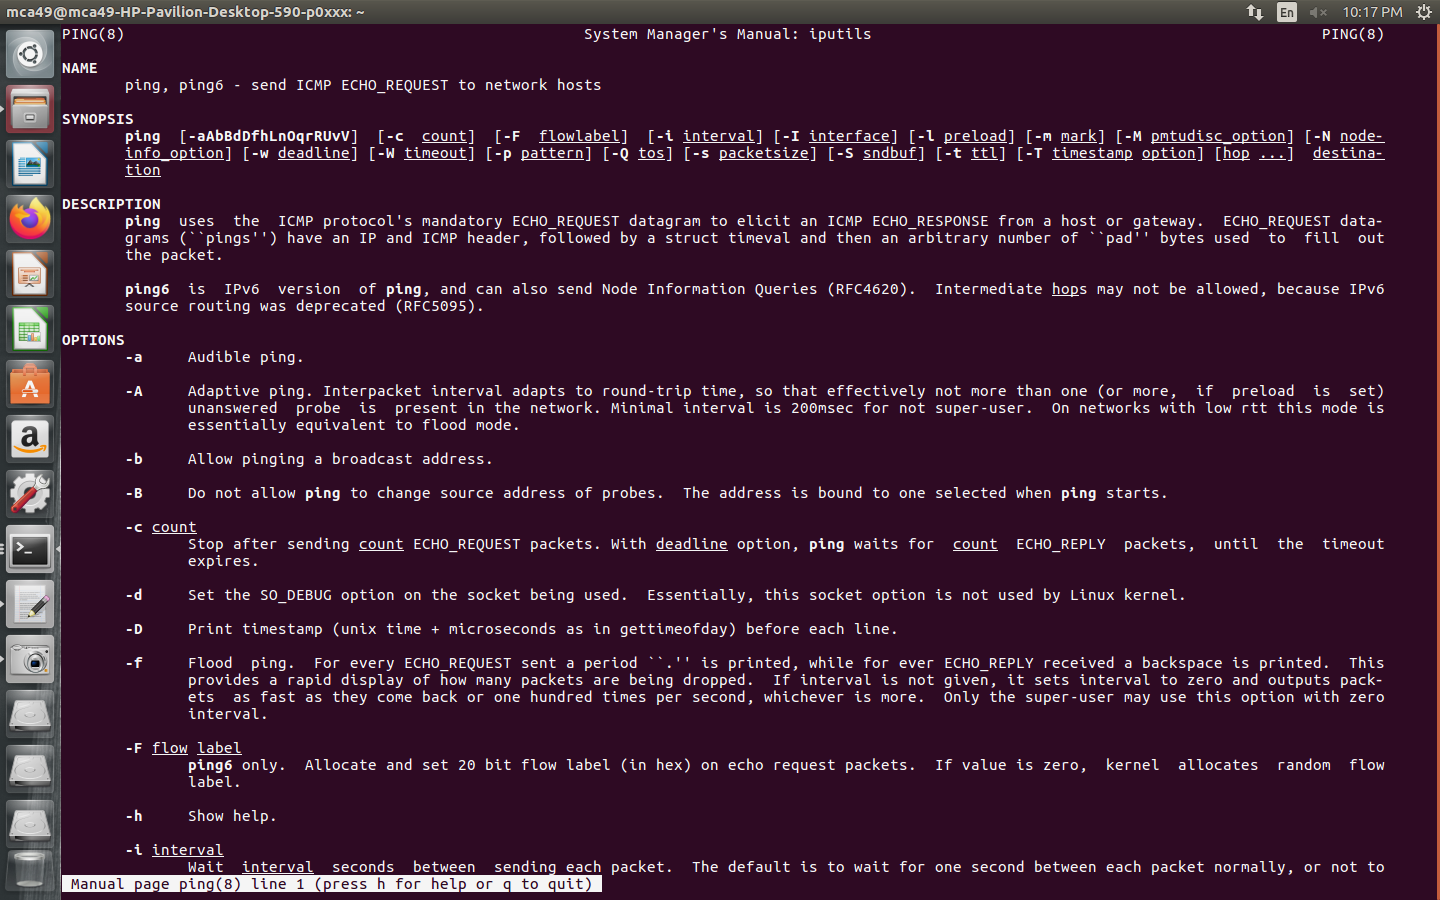 mca49@mca49-HP-Pavilion-Desktop-590-p0xxx: ~
En
10:17 PM
PING(8) System Manager's Manual: iputils PING(8)
NAME
ping, ping6 - send ICMP ECHO_REQUEST to network hosts
SYNOPSIS
ping [-aAbBdDfhLnOqrRUvV] [-c count] [-F flowlabel] [-i interval] [-I interface] [-l preload] [-m mark] [-M pmtudisc_option] [-N node-
info_option] [-w deadline] [-W timeout] [-p pattern] [-Q tos] [-s packetsize] [-S sndbuf] [-t ttl] [-T timestamp option] [hop ...] destina-
tion
DESCRIPTION
ping uses the ICMP protocol's mandatory ECHO_REQUEST datagram to elicit an ICMP ECHO_RESPONSE from a host or gateway. ECHO_REQUEST data-
grams (``pings'') have an IP and ICMP header, followed by a struct timeval and then an arbitrary number of ``pad'' bytes used to fill out
the packet.
ping6 is IPv6 version of ping, and can also send Node Information Queries (RFC4620). Intermediate hops may not be allowed, because IPv6
source routing was deprecated (RFC5095).
OPTIONS
-a Audible ping.
-A Adaptive ping. Interpacket interval adapts to round-trip time, so that effectively not more than one (or more, if preload is set)
unanswered probe is present in the network. Minimal interval is 200msec for not super-user. On networks with low rtt this mode is
essentially equivalent to flood mode.
-b Allow pinging a broadcast address.
-B Do not allow ping to change source address of probes. The address is bound to one selected when ping starts.
-c count
Stop after sending count ECHO_REQUEST packets. With deadline option, ping waits for count ECHO_REPLY packets, until the timeout
expires.
-d Set the SO_DEBUG option on the socket being used. Essentially, this socket option is not used by Linux kernel.
-D Print timestamp (unix time + microseconds as in gettimeofday) before each line.
-f Flood ping. For every ECHO_REQUEST sent a period ``.'' is printed, while for ever ECHO_REPLY received a backspace is printed. This
provides a rapid display of how many packets are being dropped. If interval is not given, it sets interval to zero and outputs pack-
ets as fast as they come back or one hundred times per second, whichever is more. Only the super-user may use this option with zero
interval.
-F flow label
ping6 only. Allocate and set 20 bit flow label (in hex) on echo request packets. If value is zero, kernel allocates random flow
label.
-h Show help.
-i interval
Wait interval seconds between sending each packet. The default is to wait for one second between each packet normally, or not to
Manual page ping(8) line 1 (press h for help or q to quit)